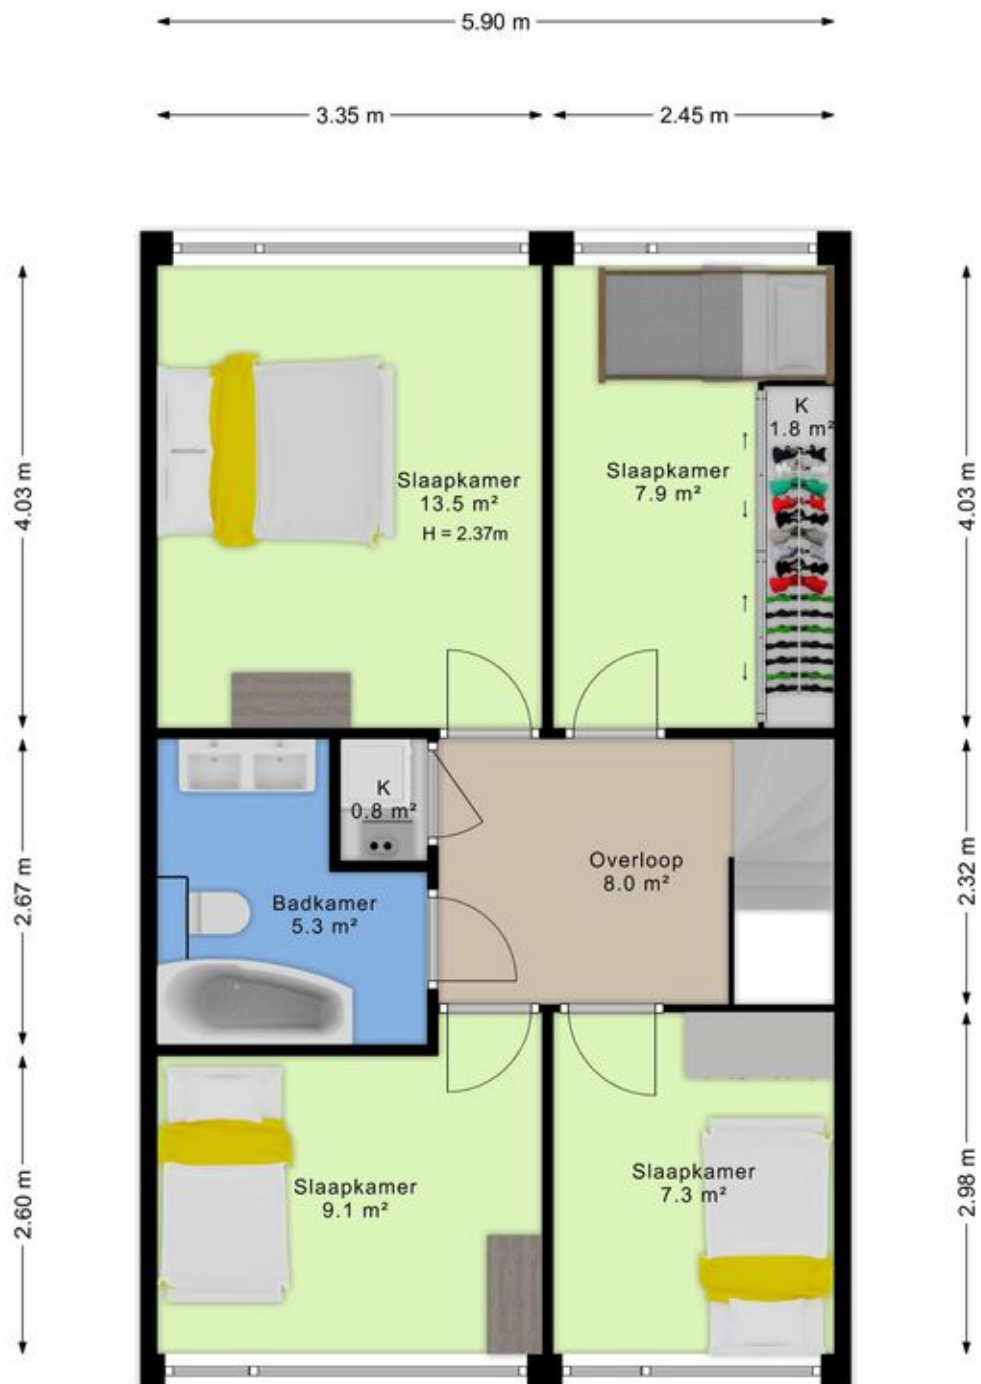 5.90 m
3.35 m
2.45 m
4.03 m
4.03 m
K
1.8 m²
Slaapkamer
7.9 m²
Slaapkamer
13.5 m²
H = 2.37m
K
0.8 m²
Overloop
8.0 m²
2.67 m
2.32 m
Badkamer
5.3 m²
Slaapkamer
9.1 m²
Slaapkamer
7.3 m²
2.60 m
2.98 m